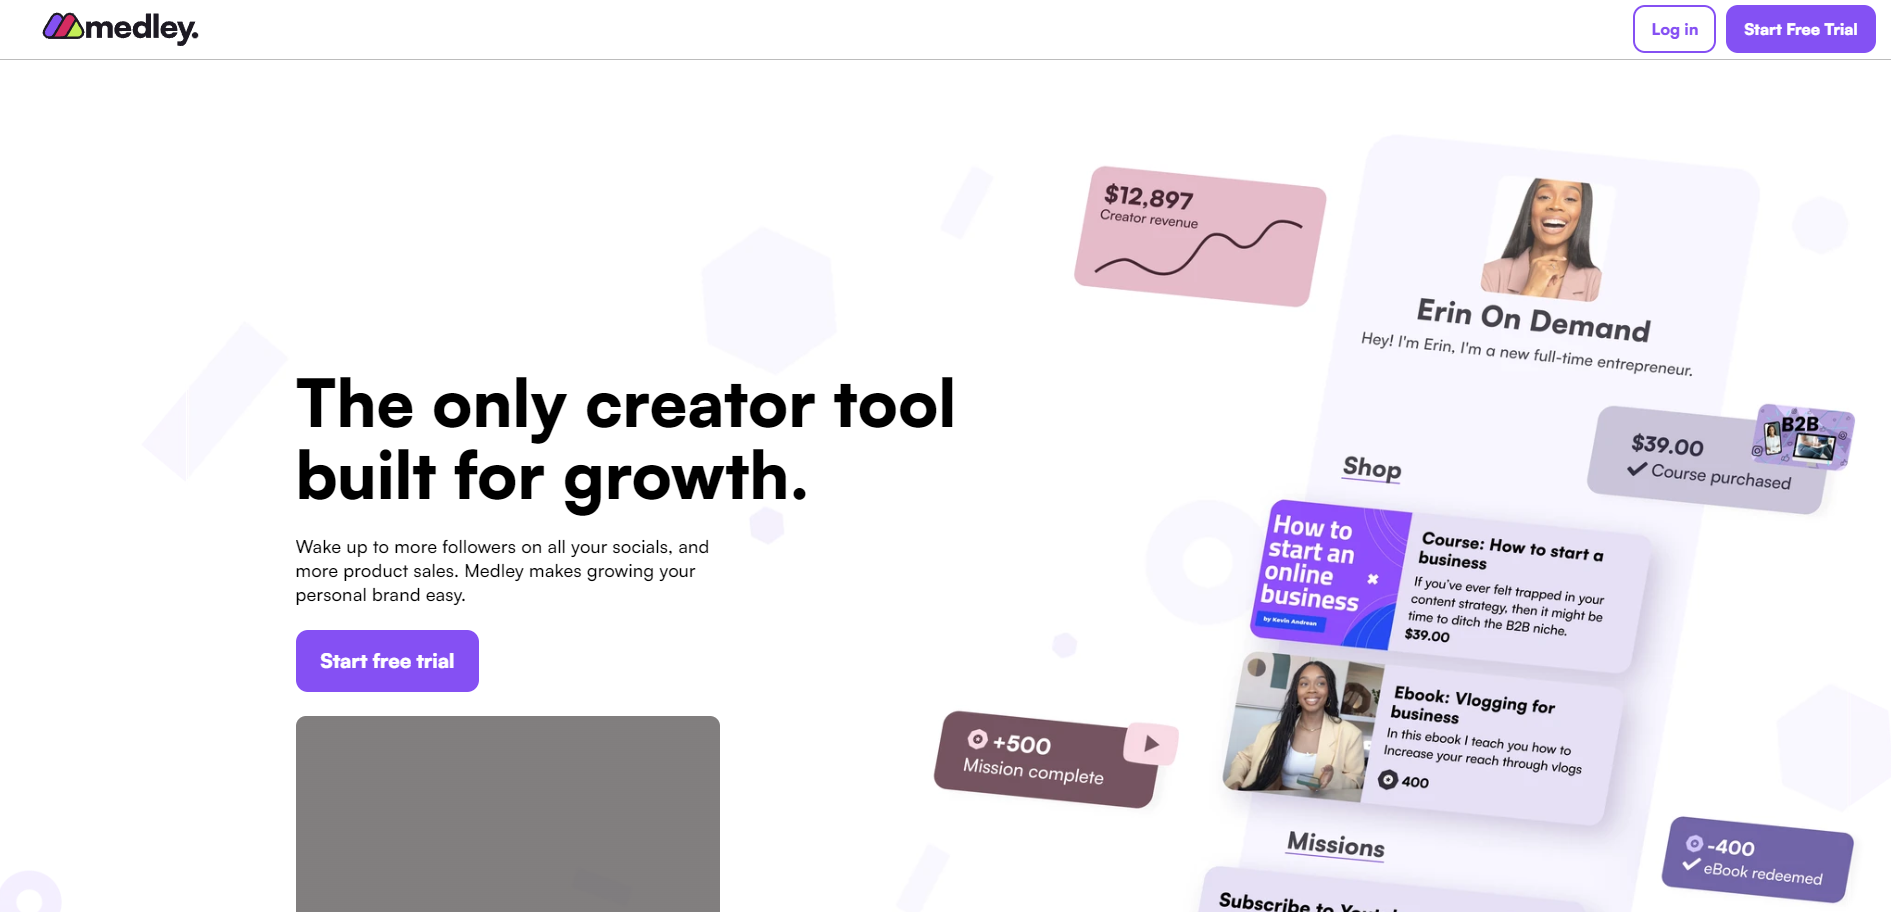 medley.
Log in
Start Free Trial
The only creator tool
built for growth.
Wake up to more followers on all your socials, and
more product sales. Medley makes growing your
personal brand easy.
Start free trial
$12,897
Creator revenue
Erin On Demand
Hey! I'm Erin, I'm a new full-time entrepreneur.
$39.00
Course purchased
B2B
Shop
How to
start an
online
business
by Kevin Andrean
Course: How to start a
business
If you've ever felt trapped in your
content strategy, then it might be
time to ditch the B2B niche.
$39.00
Ebook: Vlogging for
business
In this ebook I teach you how to
Increase your reach through vlogs
400
+500
Mission complete
Missions
-400
eBook redeemed
Subscribe to